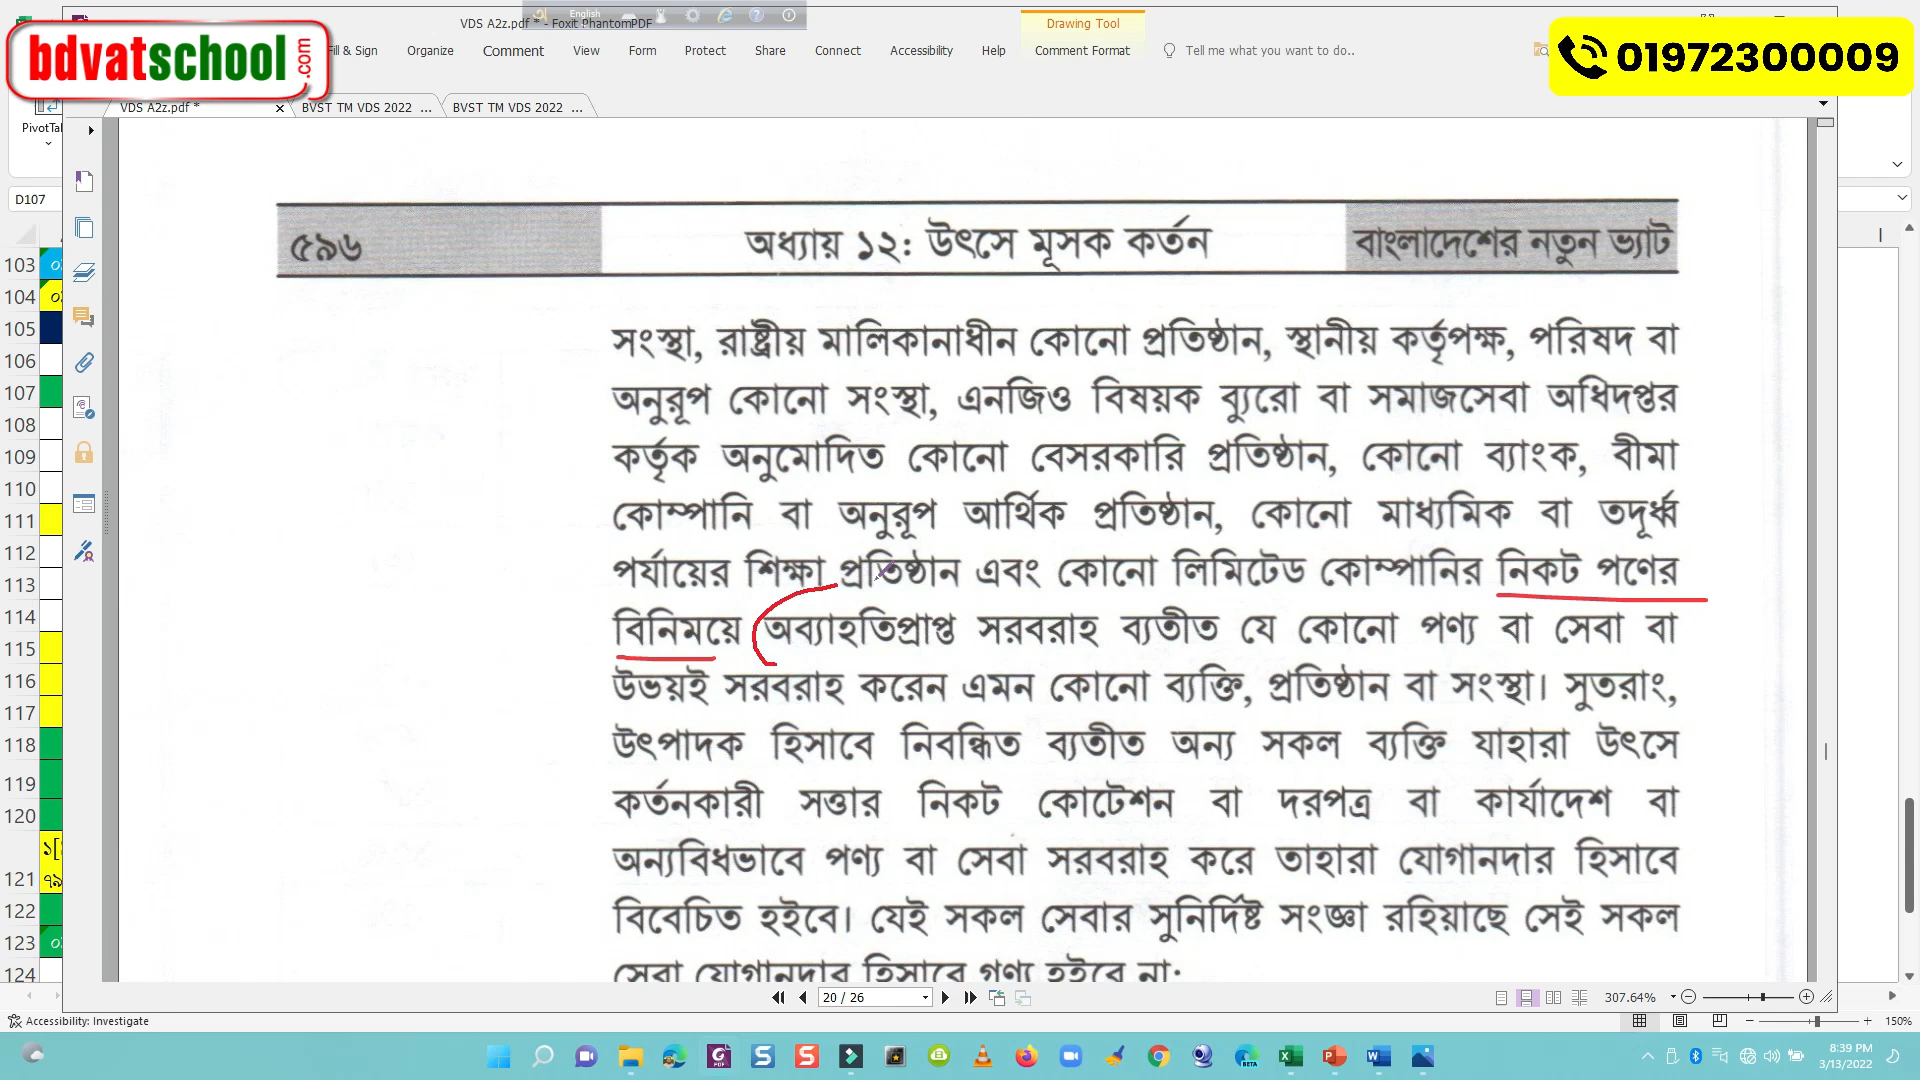 VDS A2z.pdf * - Foxit PhantomPDF
English
Drawing Tool
bdvatschool.com
Fill & Sign Organize Comment View Form Protect Share Connect Accessibility Help Comment Format Tell me what you want to do..
01972300009
VDS A2z.pdf * BVST TM VDS 2022 ... BVST TM VDS 2022 ...
PivotTal
D107
৫৯৬ অধ্যায় ১২: উৎসে মূসক কর্তন বাংলাদেশের নতুন ভ্যাট
সংস্থা, রাষ্ট্রীয় মালিকানাধীন কোনো প্রতিষ্ঠান, স্থানীয় কর্তৃপক্ষ, পরিষদ বা
অনুরূপ কোনো সংস্থা, এনজিও বিষয়ক ব্যুরো বা সমাজসেবা অধিদপ্তর
কর্তৃক অনুমোদিত কোনো বেসরকারি প্রতিষ্ঠান, কোনো ব্যাংক, বীমা
কোম্পানি বা অনুরূপ আর্থিক প্রতিষ্ঠান, কোনো মাধ্যমিক বা তদূর্ধ্ব
পর্যায়ের শিক্ষা প্রতিষ্ঠান এবং কোনো লিমিটেড কোম্পানির নিকট পণের
বিনিময়ে অব্যাহতিপ্রাপ্ত সরবরাহ ব্যতীত যে কোনো পণ্য বা সেবা বা
উভয়ই সরবরাহ করেন এমন কোনো ব্যক্তি, প্রতিষ্ঠান বা সংস্থা। সুতরাং,
উৎপাদক হিসাবে নিবন্ধিত ব্যতীত অন্য সকল ব্যক্তি যাহারা উৎসে
কর্তনকারী সত্তার নিকট কোটেশন বা দরপত্র বা কার্যাদেশ বা
অন্যবিধভাবে পণ্য বা সেবা সরবরাহ করে তাহারা যোগানদার হিসাবে
বিবেচিত হইবে। যেই সকল সেবার সুনির্দিষ্ট সংজ্ঞা রহিয়াছে সেই সকল
সেবা যোগানদার হিসাবে গণ্য হইবে না;
103
104
105
106
107
108
109
110
111
112
113
114
115
116
117
118
119
120
121
122
123
124
20 / 26 307.64%
Accessibility: Investigate 150%
8:39 PM
3/13/2022